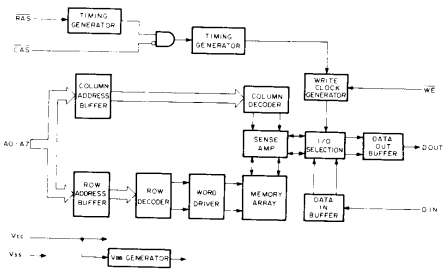 RAS
TIMING
GENERATOR
CAS
TIMING
GENERATOR
COLUMN
ADDRESS
BUFFER
COLUMN
DECODER
WRITE
CLOCK
GENERATOR
WE
A0-A7
SENSE
AMP
I/O
SELECTION
DATA
OUT
BUFFER
DOUT
ROW
ADDRESS
BUFFER
ROW
DECODER
WORD
DRIVER
MEMORY
ARRAY
DATA
IN
BUFFER
DIN
Vcc
Vss
VBB GENERATOR